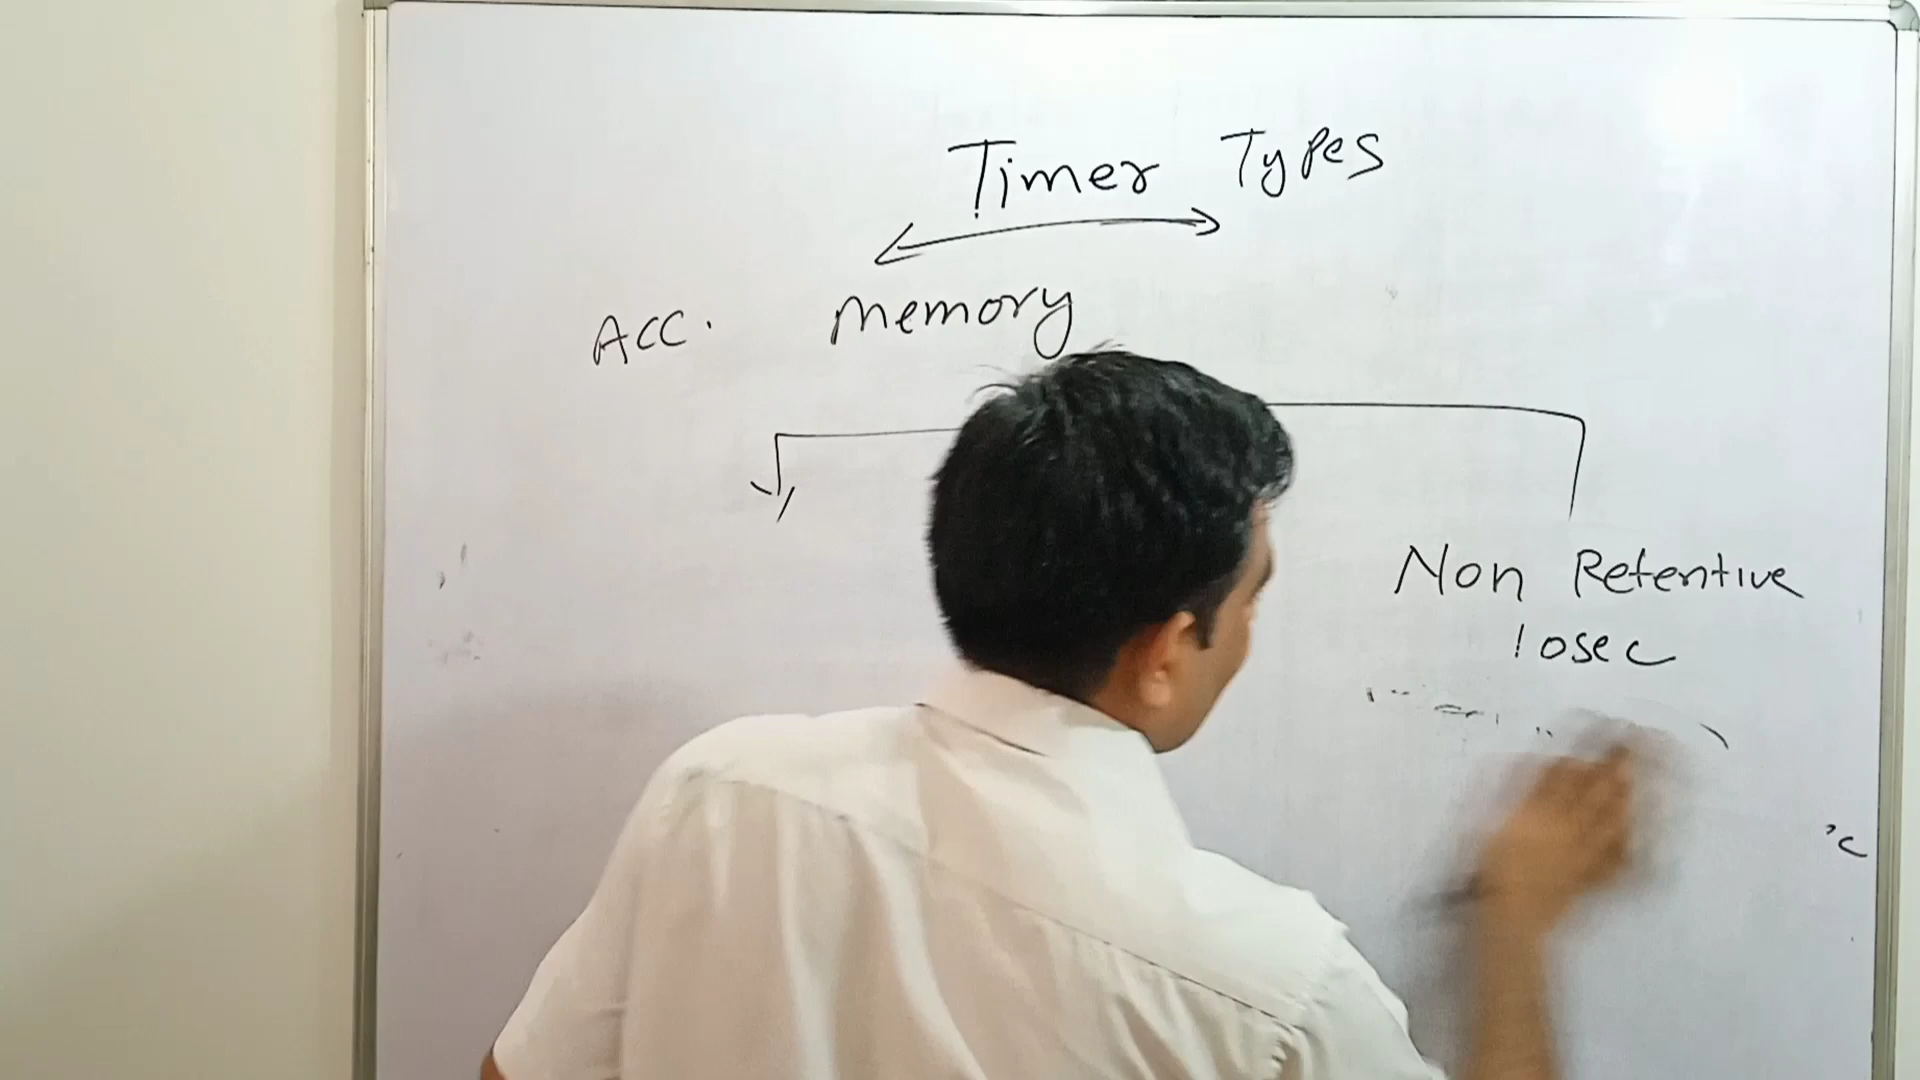 Timer Types
Acc. Memory
Non Retentive
10sec